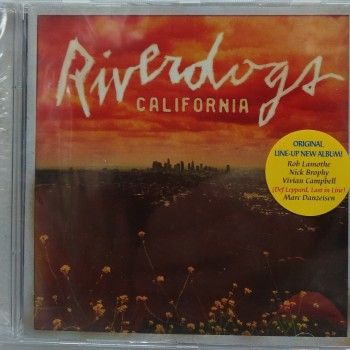 Riverdogs
CALIFORNIA
ORIGINAL
LINE-UP NEW ALBUM!
Rob Lamothe
Nick Brophy
Vivian Campbell
(Def Leppard, Last in Line)
Marc Danzeisen